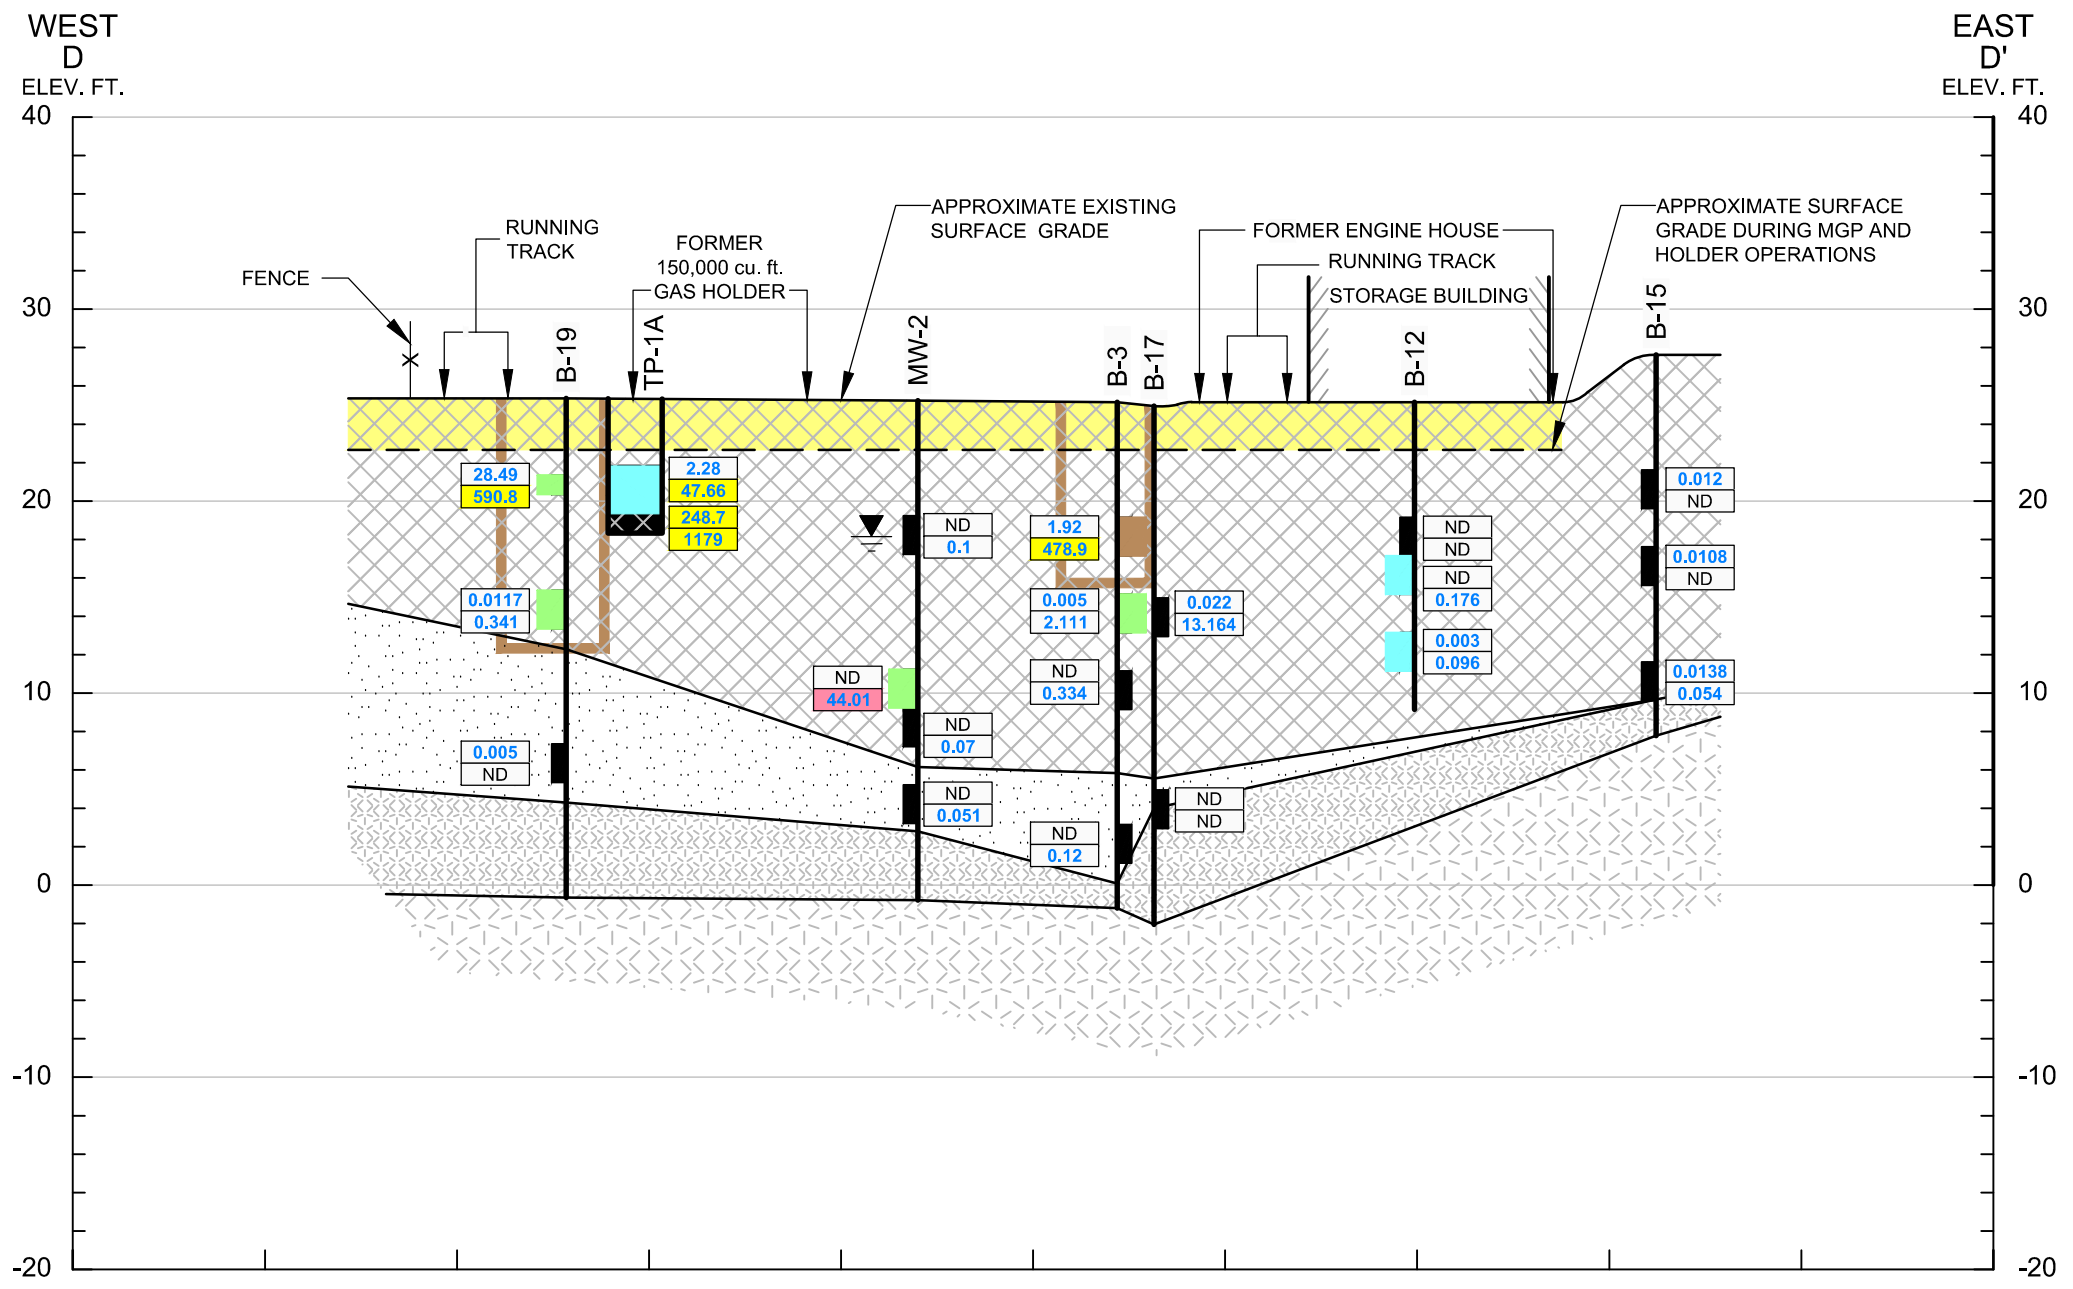 WEST
D
ELEV. FT.
EAST
D'
ELEV. FT.
40
30
20
10
0
-10
-20
40
30
20
10
0
-10
-20
FENCE
X
RUNNING
TRACK
FORMER
150,000 cu. ft.
GAS HOLDER
APPROXIMATE EXISTING
SURFACE GRADE
FORMER ENGINE HOUSE
RUNNING TRACK
STORAGE BUILDING
APPROXIMATE SURFACE
GRADE DURING MGP AND
HOLDER OPERATIONS
B-19
TP-1A
MW-2
B-3
B-17
B-12
B-15
28.49
590.8
0.0117
0.341
0.005
ND
2.28
47.66
248.7
1179
ND
0.1
ND
44.01
ND
0.07
ND
0.051
1.92
478.9
0.005
2.111
ND
0.334
ND
0.12
0.022
13.164
ND
ND
ND
ND
ND
0.176
0.003
0.096
0.012
ND
0.0108
ND
0.0138
0.054